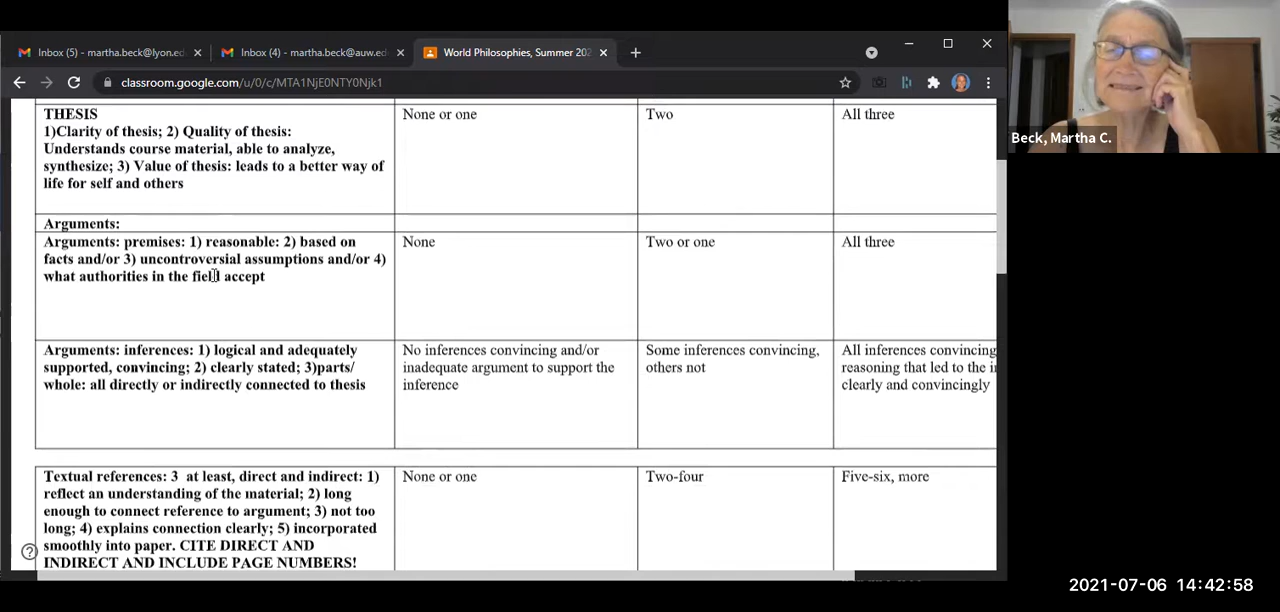 Inbox (5) - martha.beck@lyon.ed
Inbox (4) - martha.beck@auw.ed
World Philosophies, Summer 202
classroom.google.com/u/0/c/MTA1NjE0NTY0Njk1
THESIS
1)Clarity of thesis; 2) Quality of thesis:
Understands course material, able to analyze,
synthesize; 3) Value of thesis: leads to a better way of
life for self and others
None or one
Two
All three
Arguments:
Arguments: premises: 1) reasonable: 2) based on
facts and/or 3) uncontroversial assumptions and/or 4)
what authorities in the field accept
None
Two or one
All three
Arguments: inferences: 1) logical and adequately
supported, convincing; 2) clearly stated; 3)parts/
whole: all directly or indirectly connected to thesis
No inferences convincing and/or
inadequate argument to support the
inference
Some inferences convincing,
others not
All inferences convincing
reasoning that led to the i
clearly and convincingly
Textual references: 3 at least, direct and indirect: 1)
reflect an understanding of the material; 2) long
enough to connect reference to argument; 3) not too
long; 4) explains connection clearly; 5) incorporated
smoothly into paper. CITE DIRECT AND
INDIRECT AND INCLUDE PAGE NUMBERS!
None or one
Two-four
Five-six, more
Beck, Martha C.
2021-07-06 14:42:58